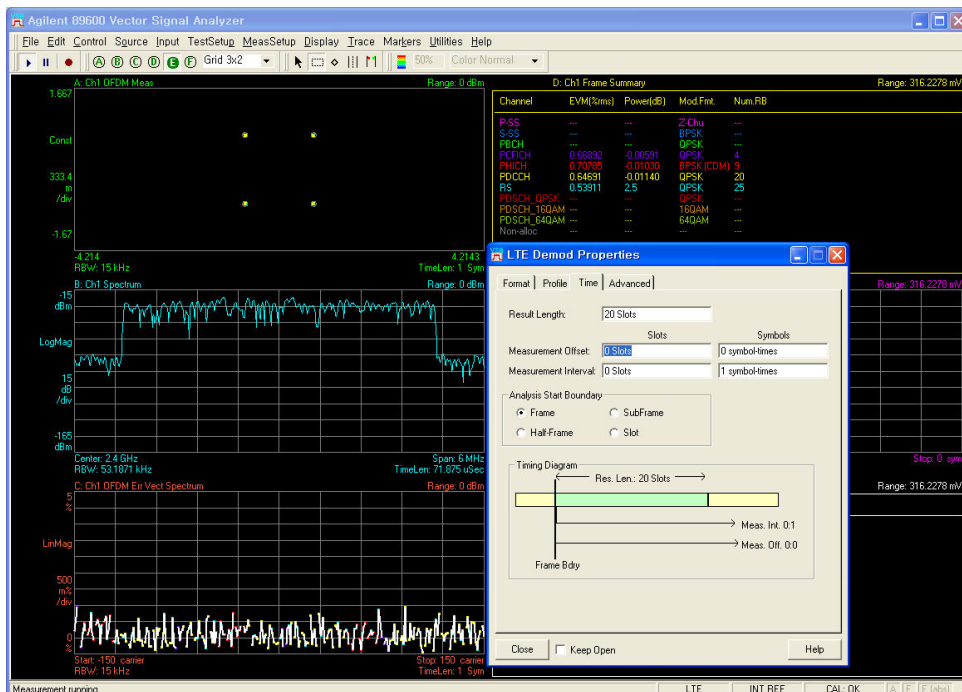 Agilent 89600 Vector Signal Analyzer
File Edit Control Source Input TestSetup MeasSetup Display Trace Markers Utilities Help
A B C D E F Grid 3x2 50% Color Normal
A: Ch1 OFDM Meas Range: 0 dBm
1.667
Const
333.4
m
/div
-1.67
-4.214 4.2143
RBW: 15 kHz TimeLen: 1 Sym
B: Ch1 Spectrum Range: 0 dBm
-15
dBm
LogMag
15
dB
/div
-165
dBm
Center: 2.4 GHz Span: 6 MHz
RBW: 53.1871 kHz TimeLen: 71.875 uSec
C: Ch1 OFDM Err Vect Spectrum Range: 0 dBm
5
%
LinMag
500
m%
/div
0
%
Start: -150 carrier Stop: 150 carrier
RBW: 15 kHz TimeLen: 1 Sym
D: Ch1 Frame Summary Range: 316.2278 mV
Channel EVM(%rms) Power(dB) Mod.Fmt. Num.RB
P-SS --- --- Z-Chu ---
S-SS --- --- BPSK ---
PBCH --- --- QPSK ---
PCFICH 0.66892 -0.00591 QPSK 4
PHICH 0.70785 -0.01030 BPSK (CDM) 9
PDCCH 0.64691 -0.01140 QPSK 20
RS 0.53911 2.5 QPSK 25
PDSCH_QPSK --- --- QPSK ---
PDSCH_16QAM --- --- 16QAM ---
PDSCH_64QAM --- --- 64QAM ---
Non-alloc --- --- --- ---
Range: 316.2278 mV
Stop: 0 sym
Range: 316.2278 mV
LTE Demod Properties
Format Profile Time Advanced
Result Length: 20 Slots
Slots Symbols
Measurement Offset: 0 Slots 0 symbol-times
Measurement Interval: 0 Slots 1 symbol-times
Analysis Start Boundary
Frame SubFrame
Half-Frame Slot
Timing Diagram
Res. Len.: 20 Slots
Meas. Int. 0:1
Meas. Off. 0:0
Frame Bdry
Close Keep Open Help
Measurement running LTE INT REF CAL: OK